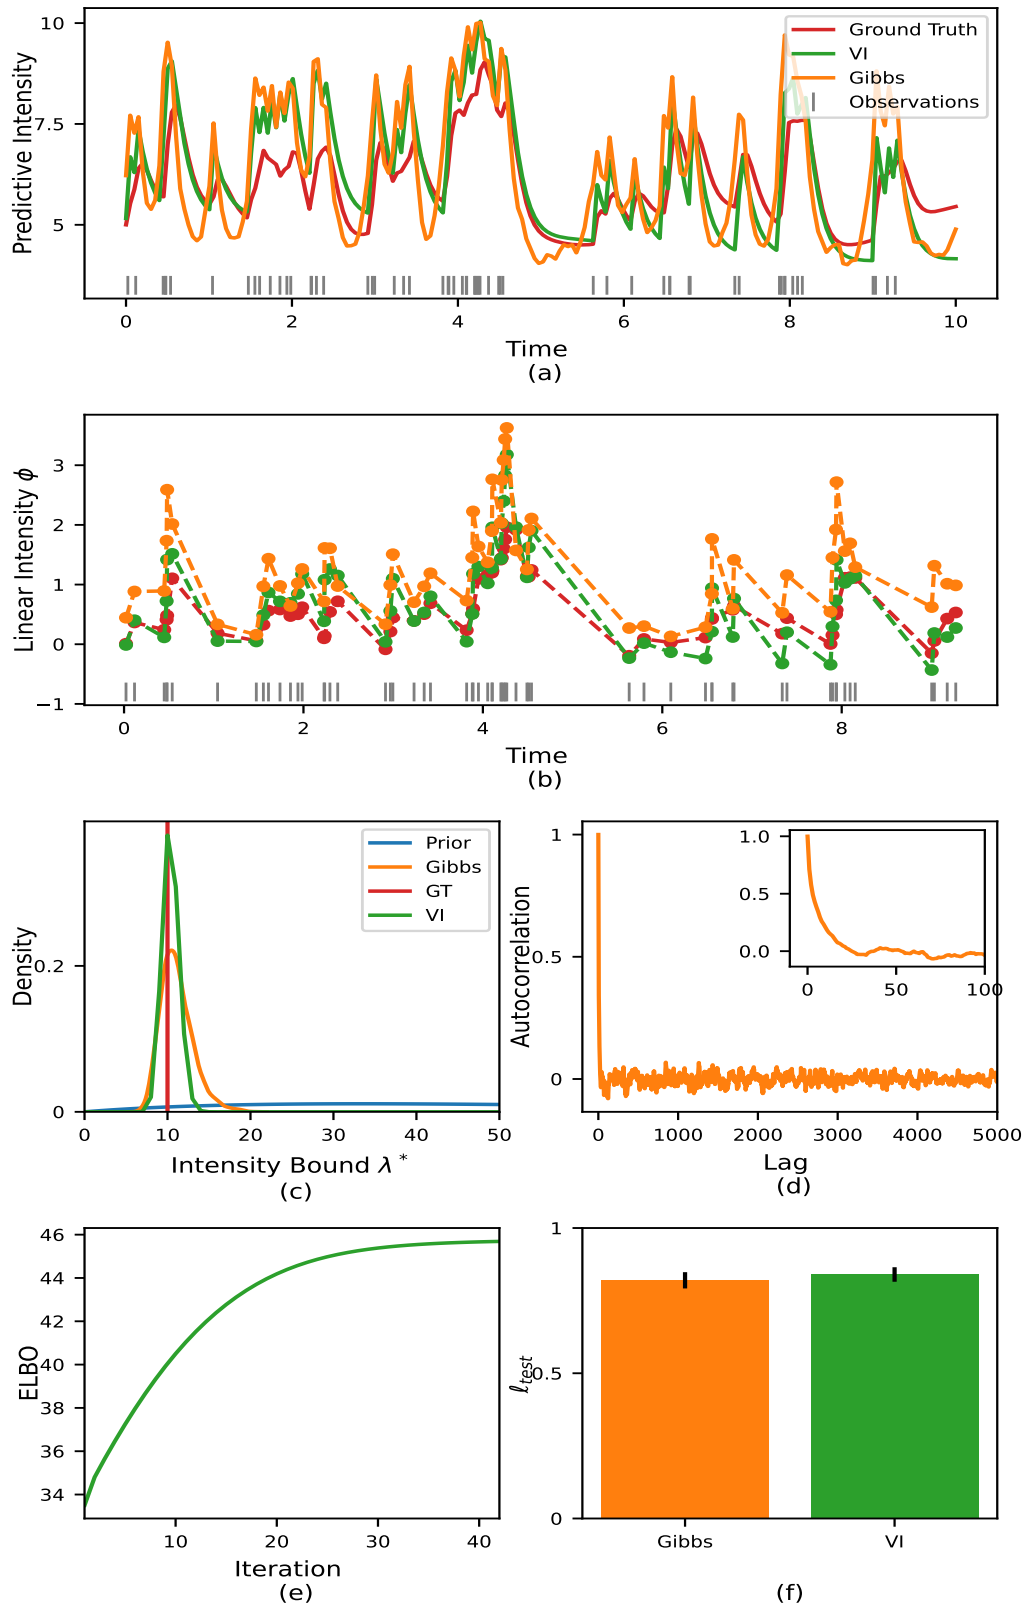 10
7.5
5
Predictive Intensity
Ground Truth
VI
Gibbs
Observations
0 2 4 6 8 10
Time
(a)
3
2
1
0
−1
Linear Intensity ϕ
0 2 4 6 8
Time
(b)
0.2
0
Density
Prior
Gibbs
GT
VI
0 10 20 30 40 50
Intensity Bound λ*
(c)
1
0.5
0
Autocorrelation
1.0
0.5
0.0
0 50 100
0 1000 2000 3000 4000 5000
Lag
(d)
46
44
42
40
38
36
34
ELBO
10 20 30 40
Iteration
(e)
1
0.5
0
ℓtest
Gibbs VI
(f)